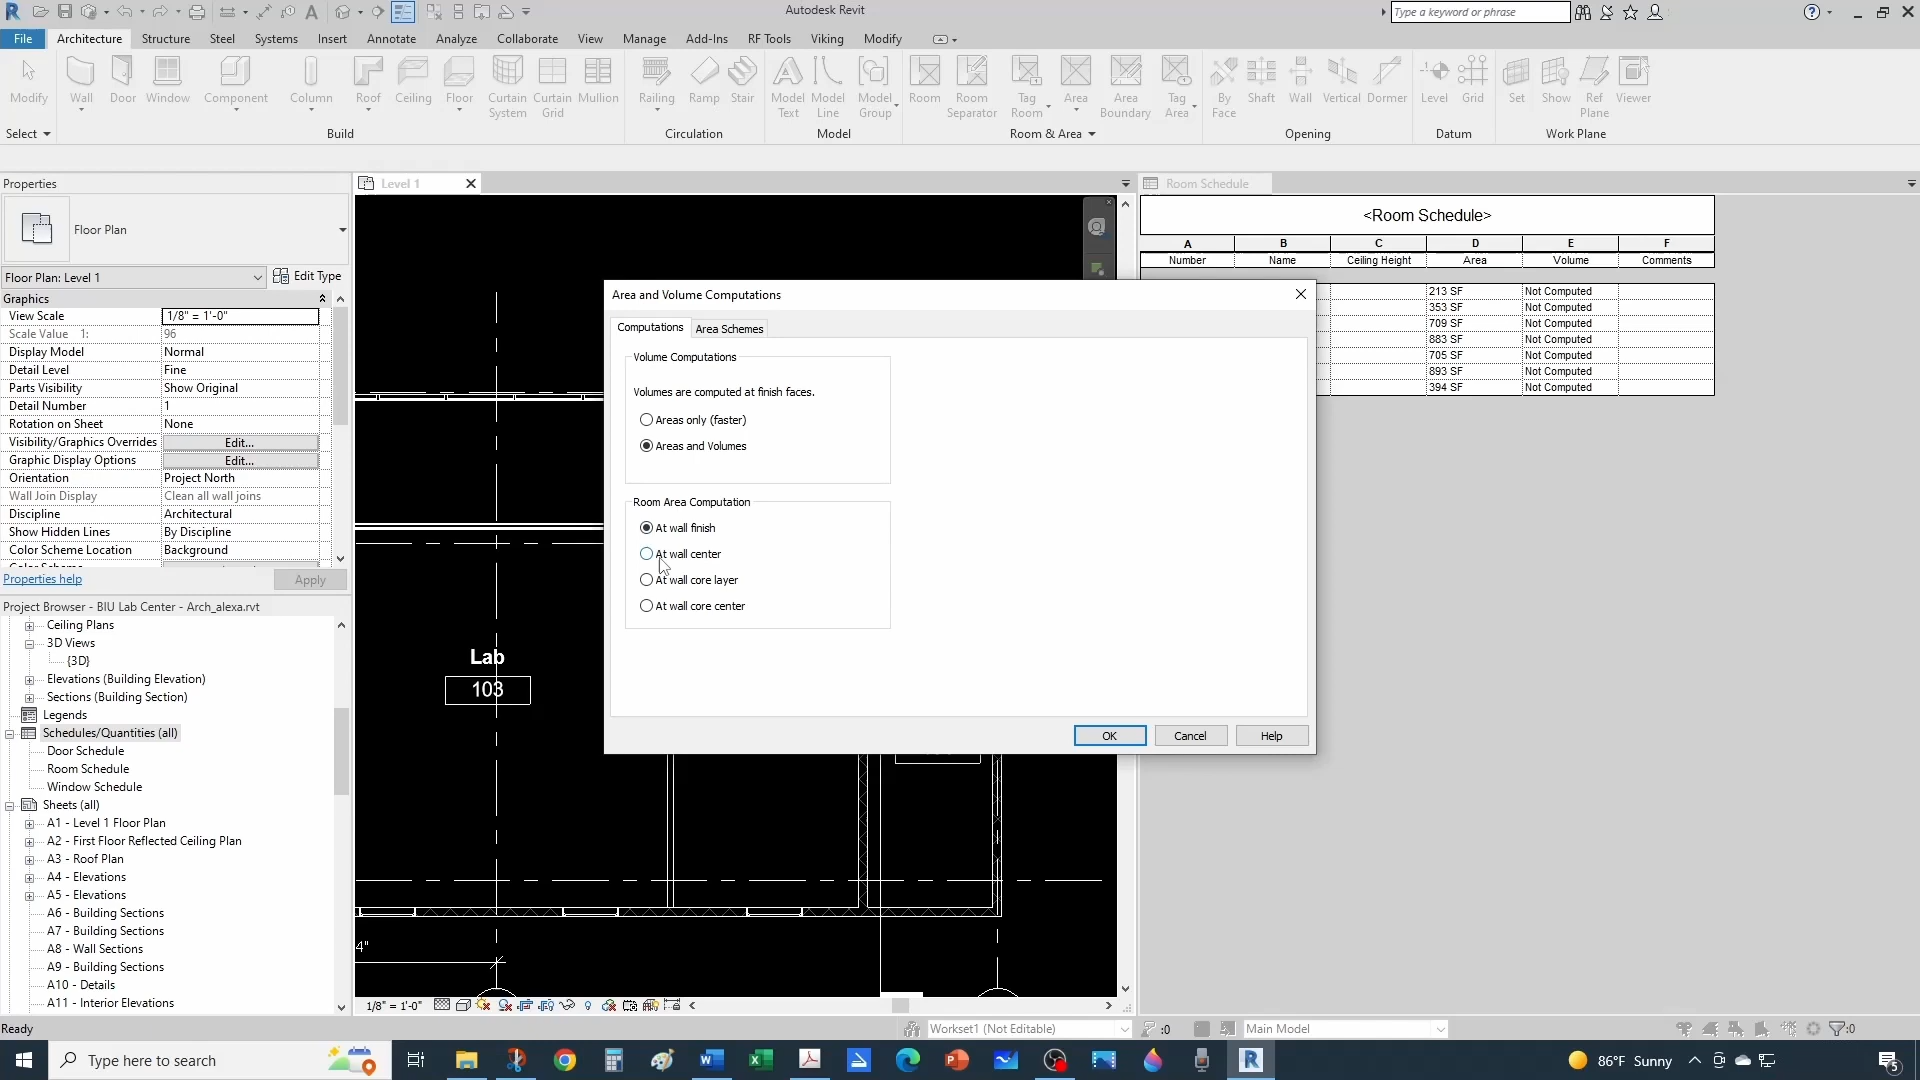 Autodesk Revit
Type a keyword or phrase
File Architecture Structure Steel Systems Insert Annotate Analyze Collaborate View Manage Add-Ins RF Tools Viking Modify
Modify Wall Door Window Component Column Roof Ceiling Floor Curtain System Curtain Grid Mullion Railing Ramp Stair Model Text Model Line Model Group Room Room Separator Tag Room Area Area Boundary Tag Area By Face Shaft Wall Vertical Dormer Level Grid Set Show Ref Plane Viewer
Select Build Circulation Model Room & Area Opening Datum Work Plane
Properties
Floor Plan
Floor Plan: Level 1 Edit Type
Graphics
View Scale 1/8" = 1'-0"
Scale Value 1: 96
Display Model Normal
Detail Level Fine
Parts Visibility Show Original
Detail Number 1
Rotation on Sheet None
Visibility/Graphics Overrides Edit...
Graphic Display Options Edit...
Orientation Project North
Wall Join Display Clean all wall joins
Discipline Architectural
Show Hidden Lines By Discipline
Color Scheme Location Background
Properties help Apply
Project Browser - BIU Lab Center - Arch_alexa.rvt
Ceiling Plans
3D Views
{3D}
Elevations (Building Elevation)
Sections (Building Section)
Legends
Schedules/Quantities (all)
Door Schedule
Room Schedule
Window Schedule
Sheets (all)
A1 - Level 1 Floor Plan
A2 - First Floor Reflected Ceiling Plan
A3 - Roof Plan
A4 - Elevations
A5 - Elevations
A6 - Building Sections
A7 - Building Sections
A8 - Wall Sections
A9 - Building Sections
A10 - Details
A11 - Interior Elevations
Level 1
Lab
103
4"
1/8" = 1'-0"
Area and Volume Computations
Computations Area Schemes
Volume Computations
Volumes are computed at finish faces.
Areas only (faster)
Areas and Volumes
Room Area Computation
At wall finish
At wall center
At wall core layer
At wall core center
OK Cancel Help
Room Schedule
<Room Schedule>
A B C D E F
Number Name Ceiling Height Area Volume Comments
213 SF Not Computed
353 SF Not Computed
709 SF Not Computed
883 SF Not Computed
705 SF Not Computed
893 SF Not Computed
394 SF Not Computed
Ready Workset1 (Not Editable) :0 Main Model :0
Type here to search 86°F Sunny 5